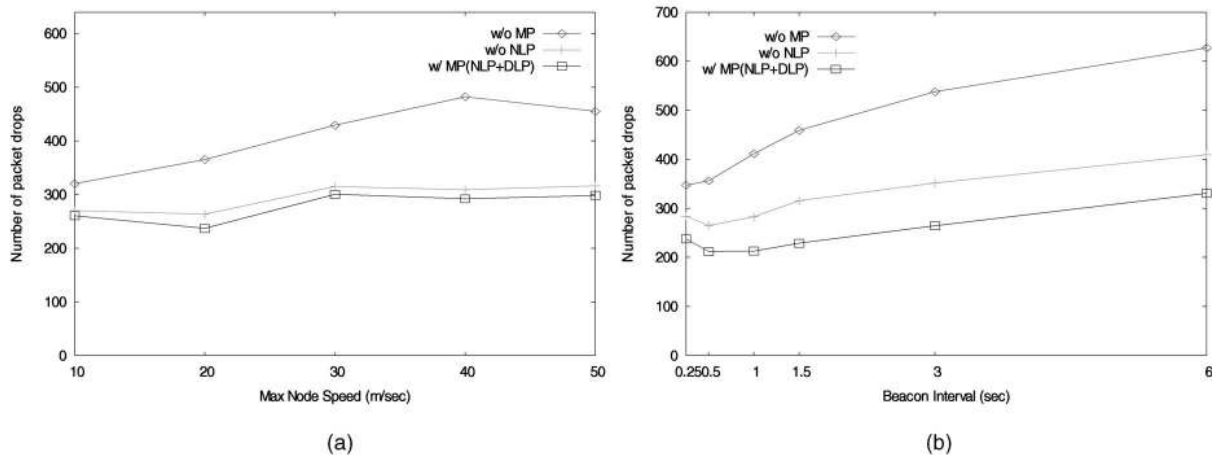 600
500
400
300
200
100
0
Number of packet drops
w/o MP
w/o NLP
w/ MP(NLP+DLP)
10 20 30 40 50
Max Node Speed (m/sec)
(a)
700
600
500
400
300
200
100
0
Number of packet drops
w/o MP
w/o NLP
w/ MP(NLP+DLP)
0.25 0.5 1 1.5 3 6
Beacon Interval (sec)
(b)